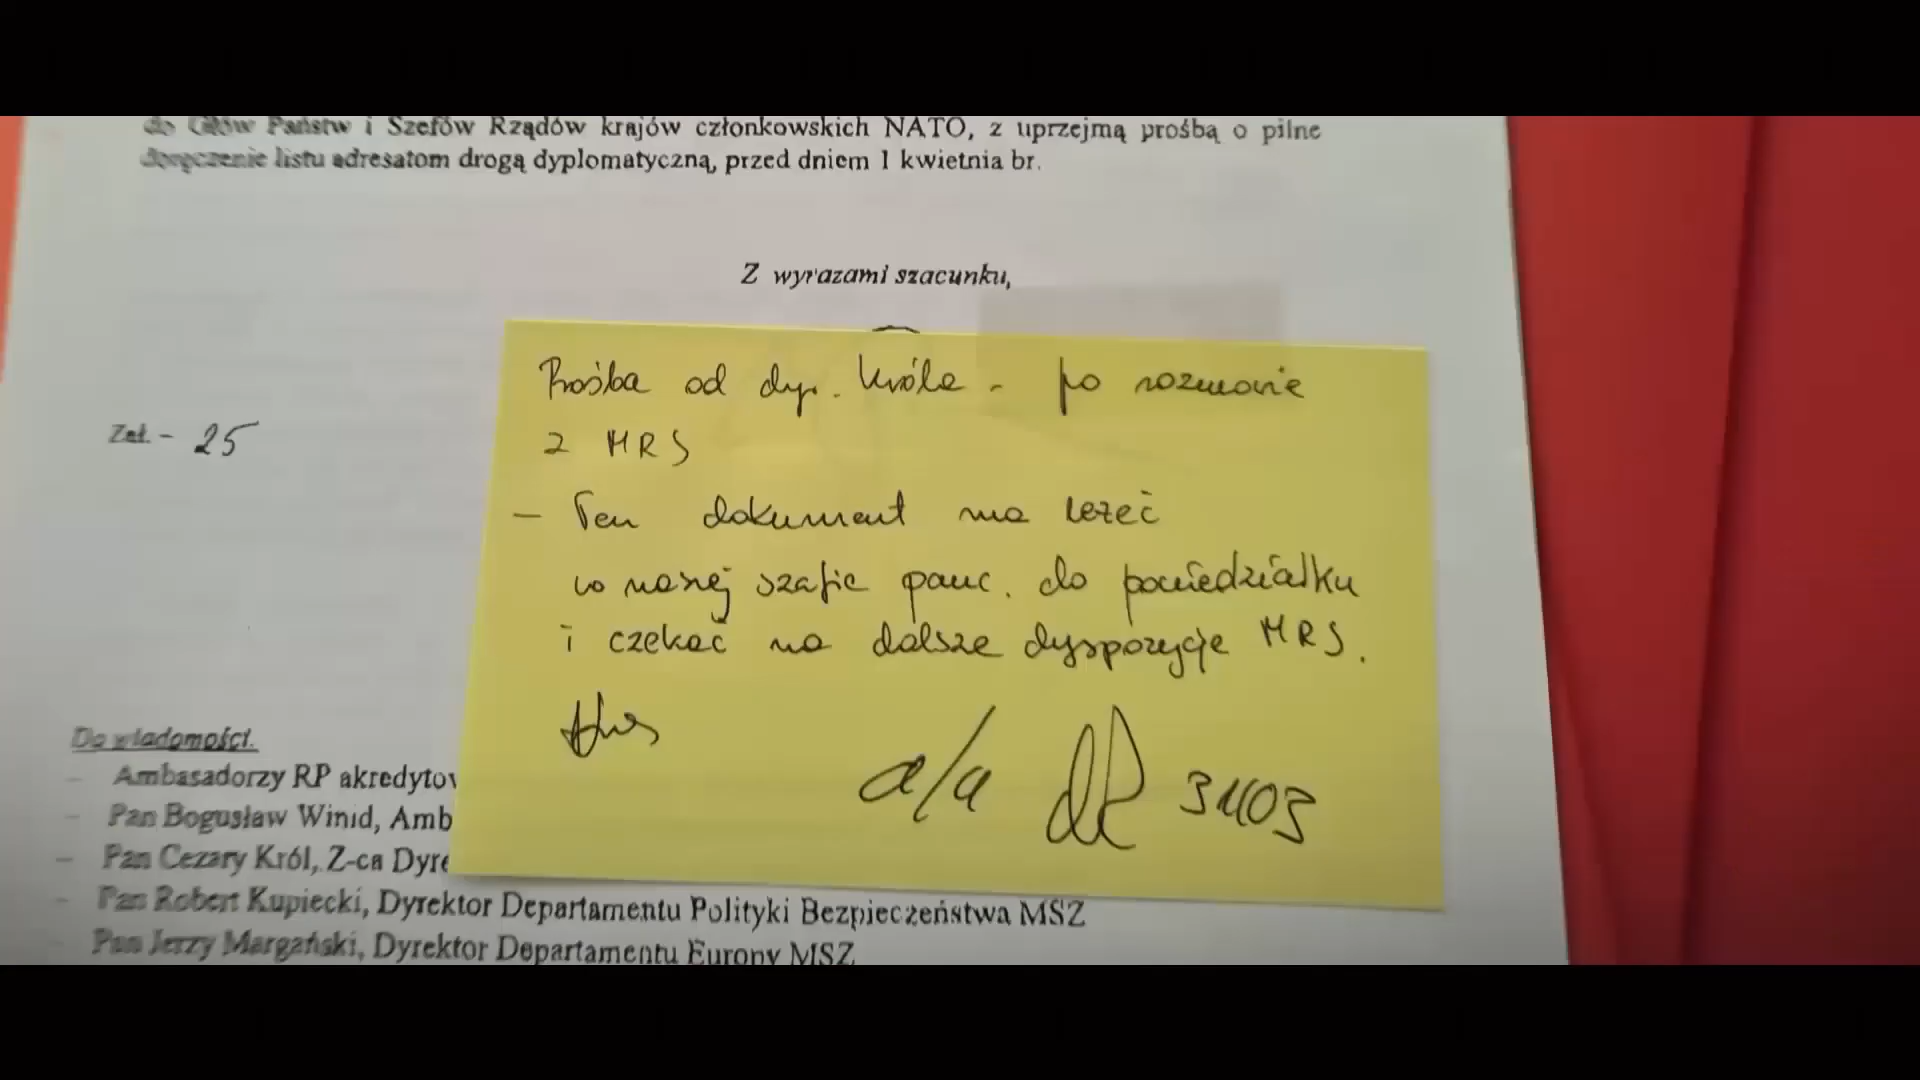 do Głów Państw i Szefów Rządów krajów członkowskich NATO, z uprzejmą prośbą o pilne
doręczenie listu adresatom drogą dyplomatyczną, przed dniem 1 kwietnia br.
Z wyrazami szacunku,
Prośba od dyr. Króla - po rozmowie
z MRS
Zał. - 25
- Ten dokument ma leżeć
w naszej szafie panc. do poniedziałku
i czekać na dalsze dyspozycje MRS.
a/a 31/03
Do wiadomości:
- Ambasadorzy RP akredytow
- Pan Bogusław Winid, Amb
- Pan Cezary Król, Z-ca Dyre
- Pan Robert Kupiecki, Dyrektor Departamentu Polityki Bezpieczeństwa MSZ
- Pan Jerzy Margański, Dyrektor Departamentu Europy MSZ